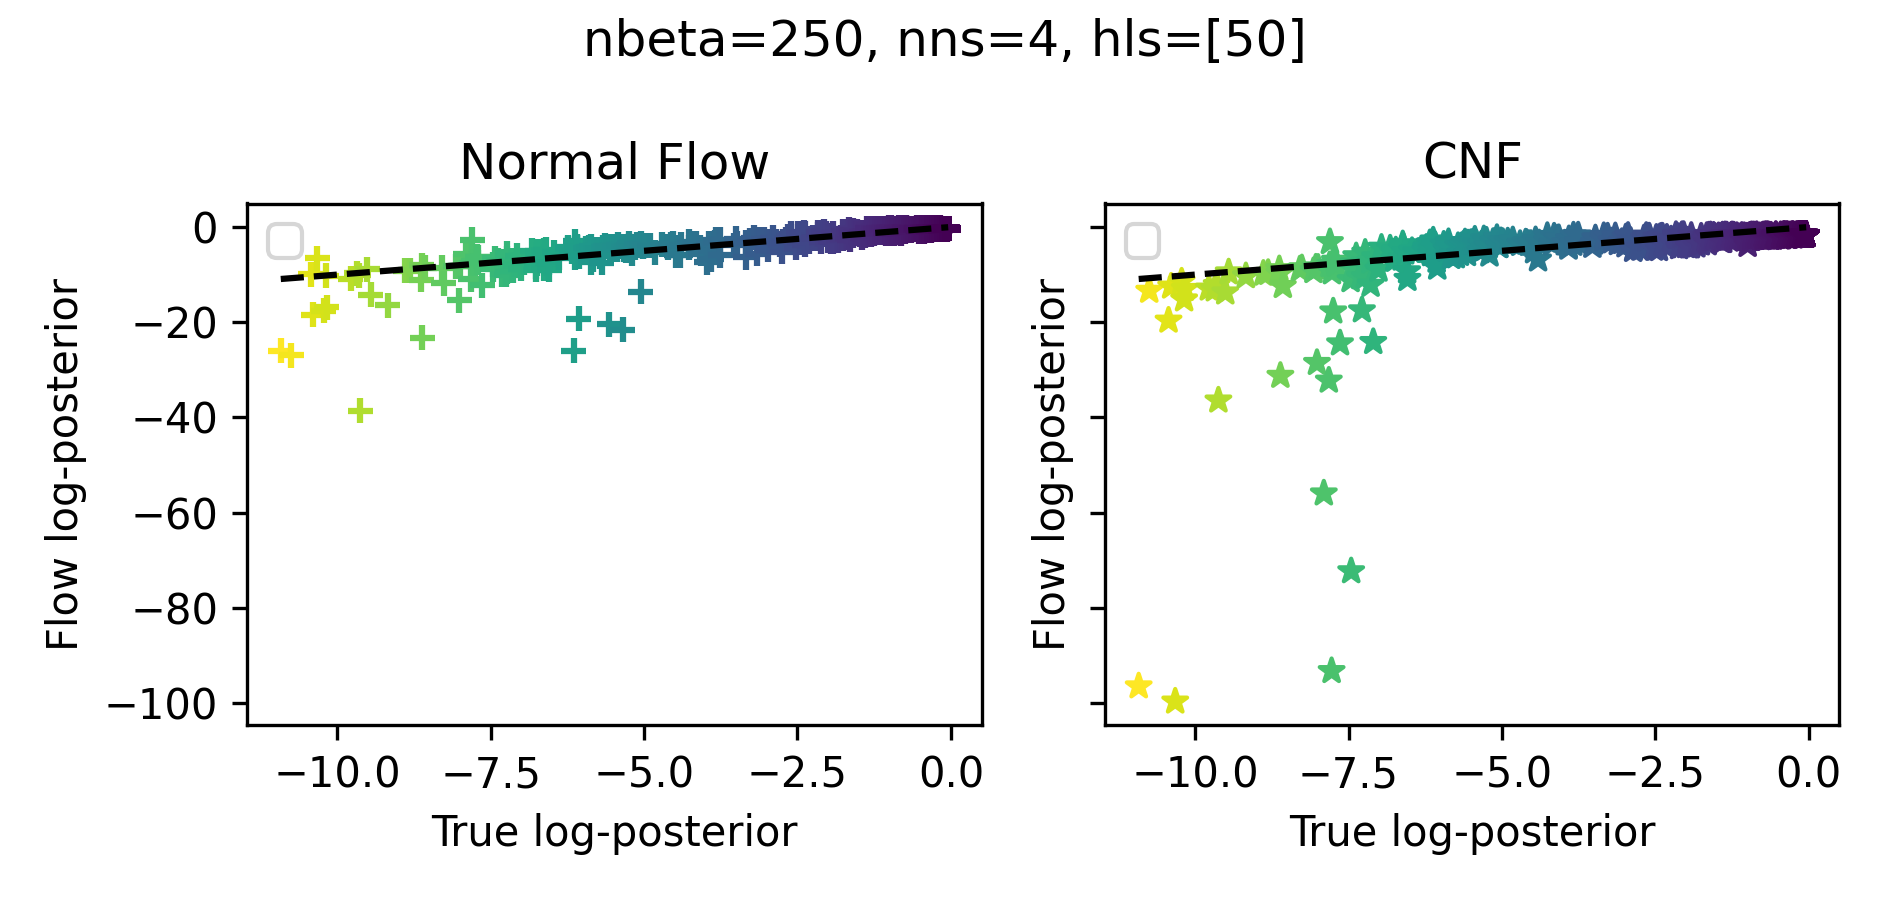 nbeta=250, nns=4, hls=[50]
Normal Flow
CNF
Flow log-posterior
0
−20
−40
−60
−80
−100
−10.0
−7.5
−5.0
−2.5
0.0
True log-posterior
Flow log-posterior
−10.0
−7.5
−5.0
−2.5
0.0
True log-posterior